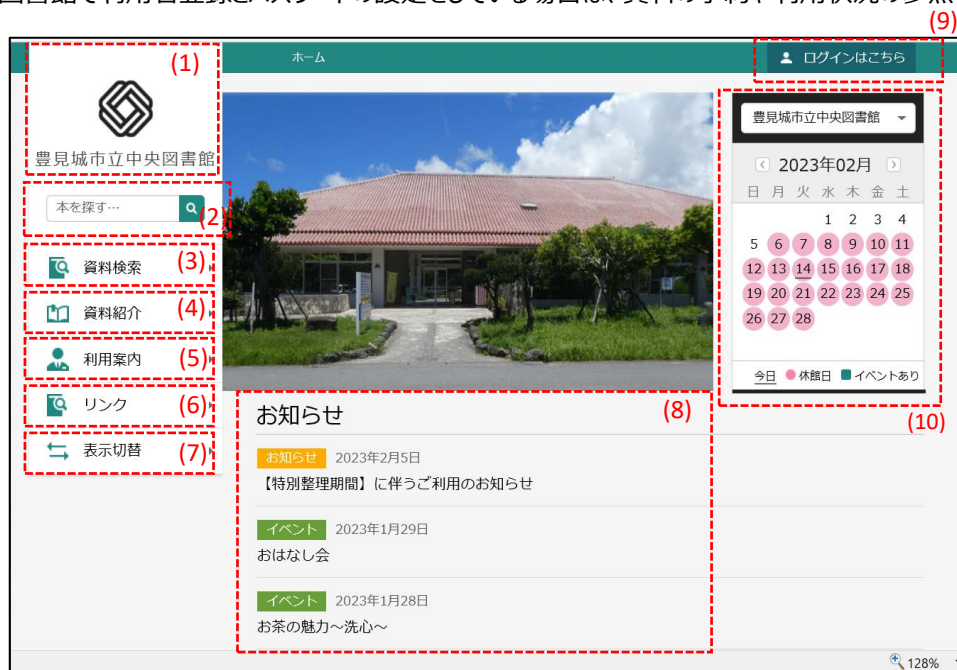 図書館で利用者登録とパスワードの設定をしている場合は、資料の予約や利用状況の参照
(9)
(1)
ホーム
ログインはこちら
豊見城市立中央図書館
本を探す…
(2)
資料検索 (3)
資料紹介 (4)
利用案内 (5)
リンク (6)
表示切替 (7)
豊見城市立中央図書館
2023年02月
日 月 火 水 木 金 土
1 2 3 4
5 6 7 8 9 10 11
12 13 14 15 16 17 18
19 20 21 22 23 24 25
26 27 28
今日 休館日 イベントあり
(10)
お知らせ (8)
お知らせ 2023年2月5日
【特別整理期間】に伴うご利用のお知らせ
イベント 2023年1月29日
おはなし会
イベント 2023年1月28日
お茶の魅力～洗心～
128%